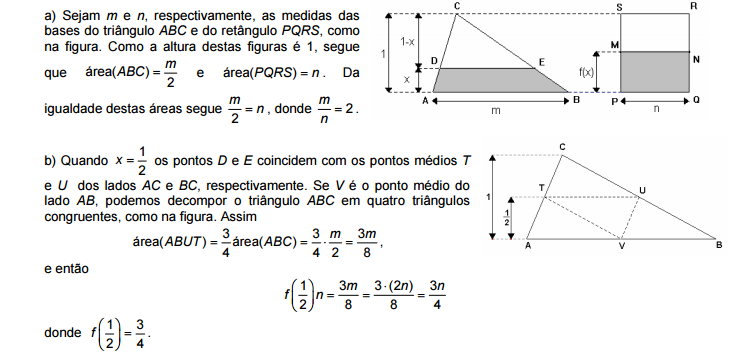 a) Sejam m e n, respectivamente, as medidas das
bases do triângulo ABC e do retângulo PQRS, como
na figura. Como a altura destas figuras é 1, segue
que área(ABC) = m/2 e área(PQRS) = n. Da
igualdade destas áreas segue m/2 = n, donde m/n = 2.
C
S
R
1-x
1
M
D
E
N
f(x)
x
A
B
P
Q
m
n
b) Quando x = 1/2 os pontos D e E coincidem com os pontos médios T
e U dos lados AC e BC, respectivamente. Se V é o ponto médio do
lado AB, podemos decompor o triângulo ABC em quatro triângulos
congruentes, como na figura. Assim
área(ABUT) = 3/4 área(ABC) = 3/4 · m/2 = 3m/8,
e então
f(1/2)n = 3m/8 = 3·(2n)/8 = 3n/4
donde f(1/2) = 3/4.
C
T
U
1
1/2
A
V
B